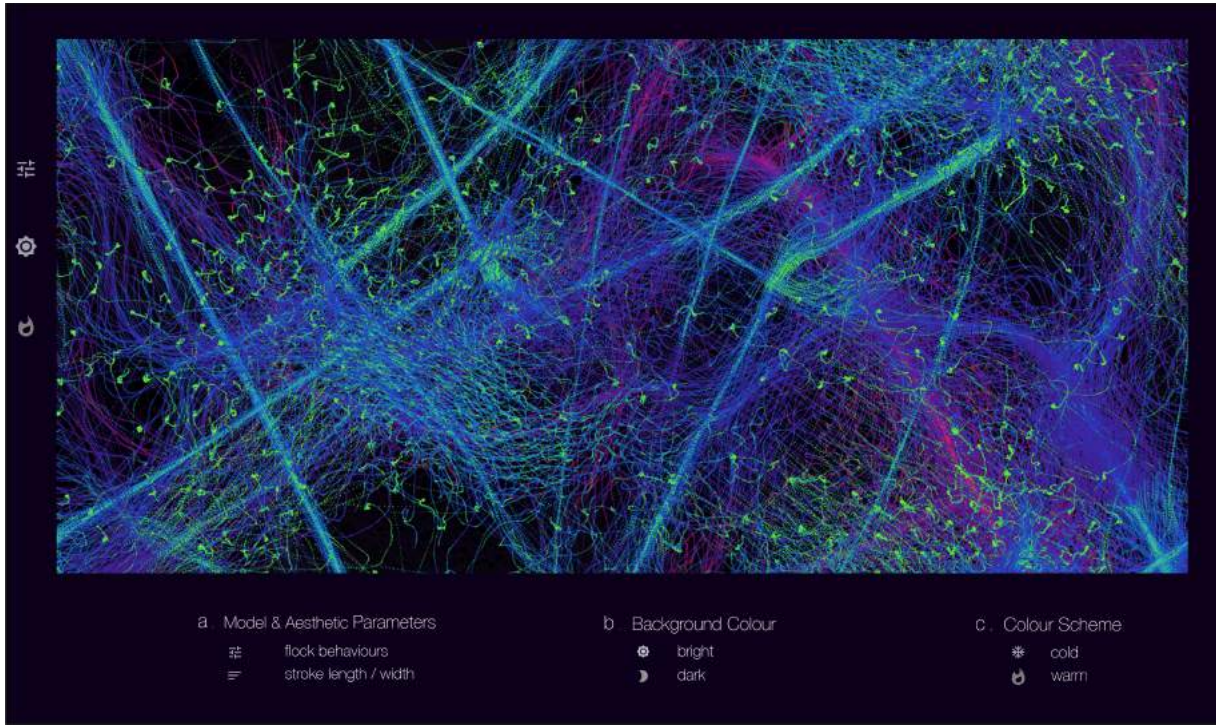 a . Model & Aesthetic Parameters
flock behaviours
stroke length / width
b . Background Colour
bright
dark
c . Colour Scheme
cold
warm